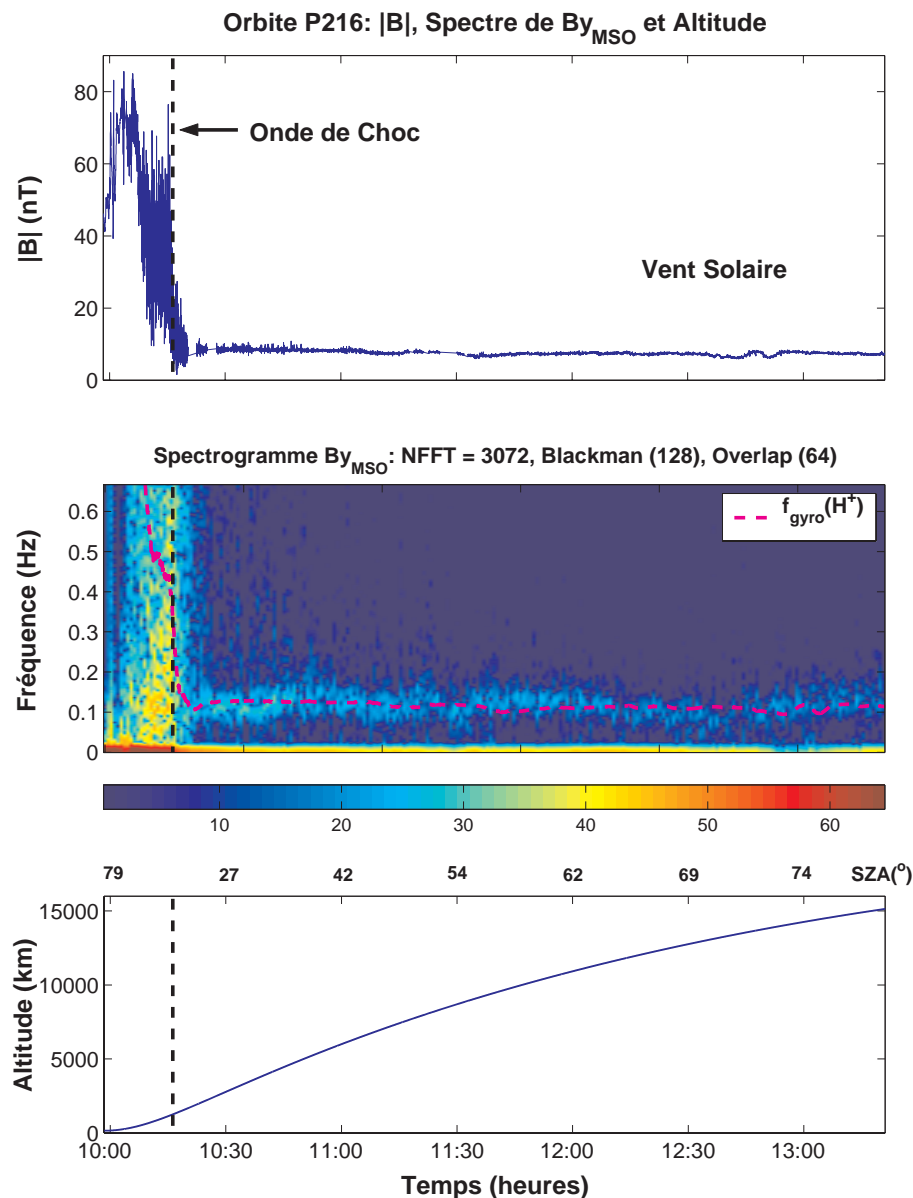 Orbite P216: |B|, Spectre de By_MSO et Altitude
|B| (nT)
80
60
40
20
0
Onde de Choc
Vent Solaire
Spectrogramme By_MSO: NFFT = 3072, Blackman (128), Overlap (64)
Fréquence (Hz)
0.6
0.5
0.4
0.3
0.2
0.1
0
f_gyro(H^+)
10 20 30 40 50 60
79 27 42 54 62 69 74 SZA(°)
Altitude (km)
15000
10000
5000
0
10:00 10:30 11:00 11:30 12:00 12:30 13:00
Temps (heures)